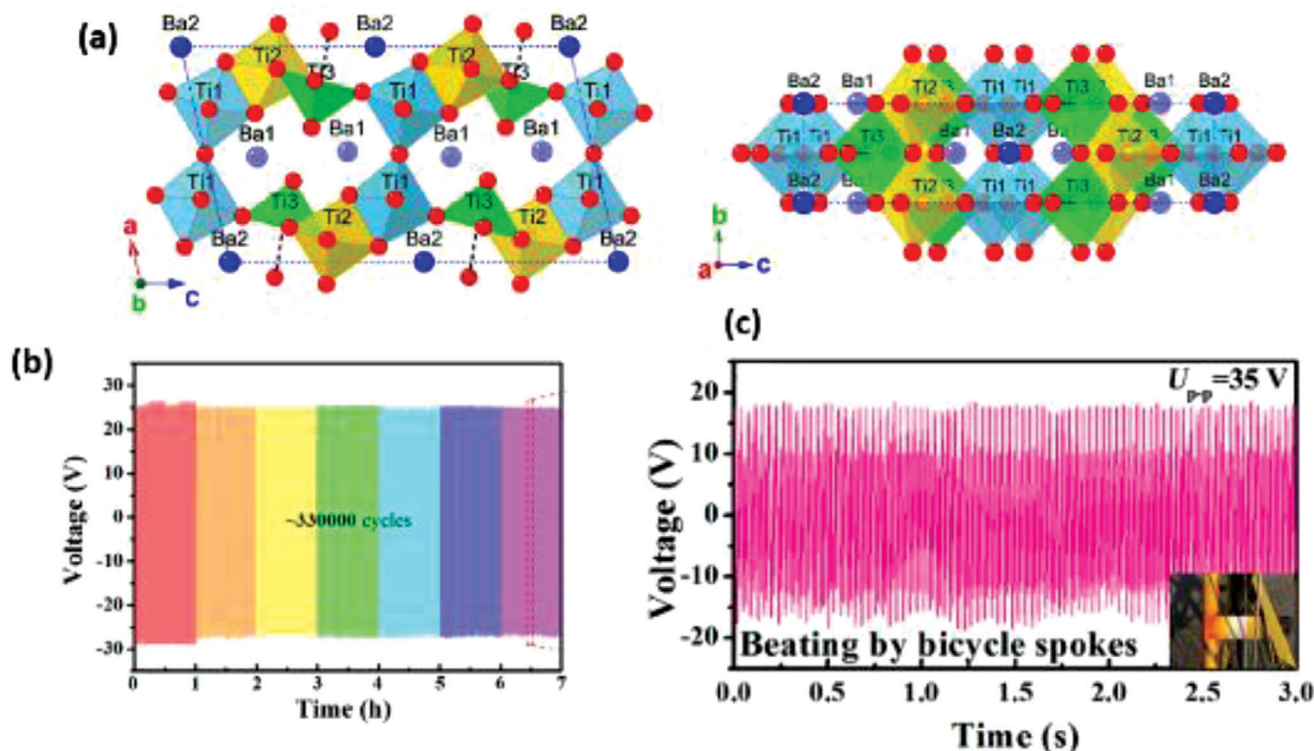 (a)
Ba2 Ba2 Ba2
Ti2 Ti2
Ti3 Ti3
Ti1 Ti1 Ti1
Ba1 Ba1 Ba1
Ti1 Ti1 Ti1
Ti3 Ti2 Ti3 Ti2
Ba2 Ba2 Ba2
a
b c
Ba2 Ba1 Ti2 3 Ti1 Ti1 Ti3 Ba1 Ba2
Ti1 Ti1 Ti3 Ba2 Ti2 3 Ti1 Ti1
Ba2 Ba1 Ti2 3 Ti1 Ti1 Ti3 Ba1 Ba2
b
a c
(b)
Voltage (V)
30
20
10
0
-10
-20
-30
~330000 cycles
0 1 2 3 4 5 6 7
Time (h)
(c)
Voltage (V)
20
10
0
-10
-20
Up-p=35 V
Beating by bicycle spokes
0.0 0.5 1.0 1.5 2.0 2.5 3.0
Time (s)